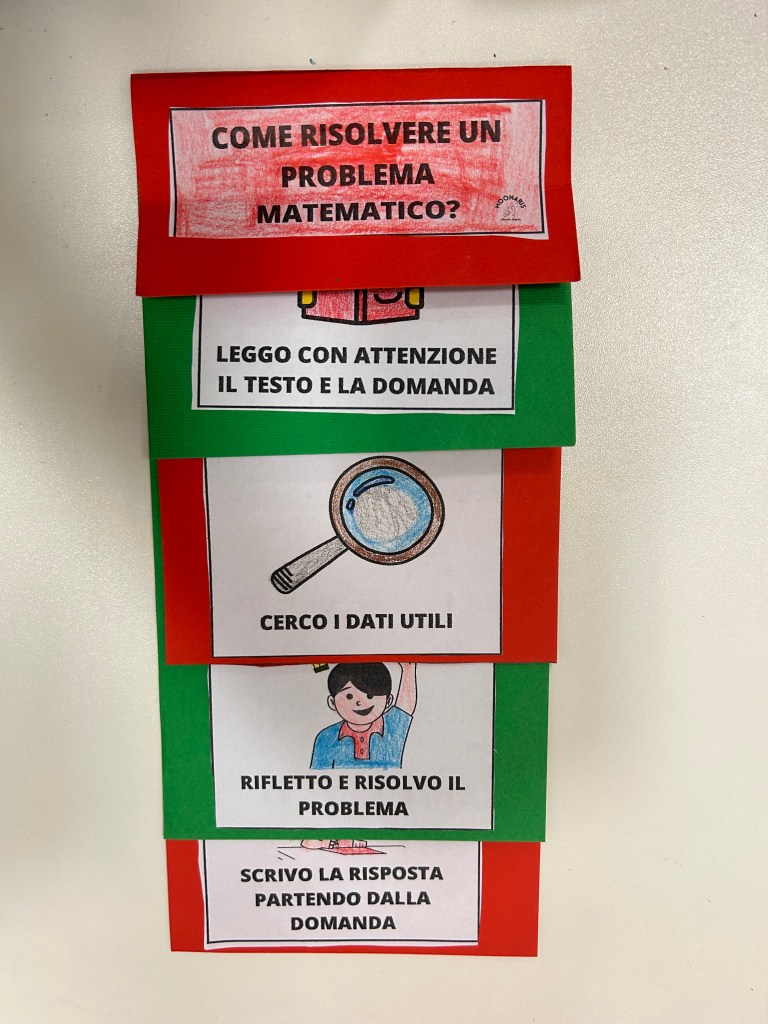 COME RISOLVERE UN
PROBLEMA
MATEMATICO?
MOONARIS
LEGGO CON ATTENZIONE
IL TESTO E LA DOMANDA
CERCO I DATI UTILI
RIFLETTO E RISOLVO IL
PROBLEMA
SCRIVO LA RISPOSTA
PARTENDO DALLA
DOMANDA